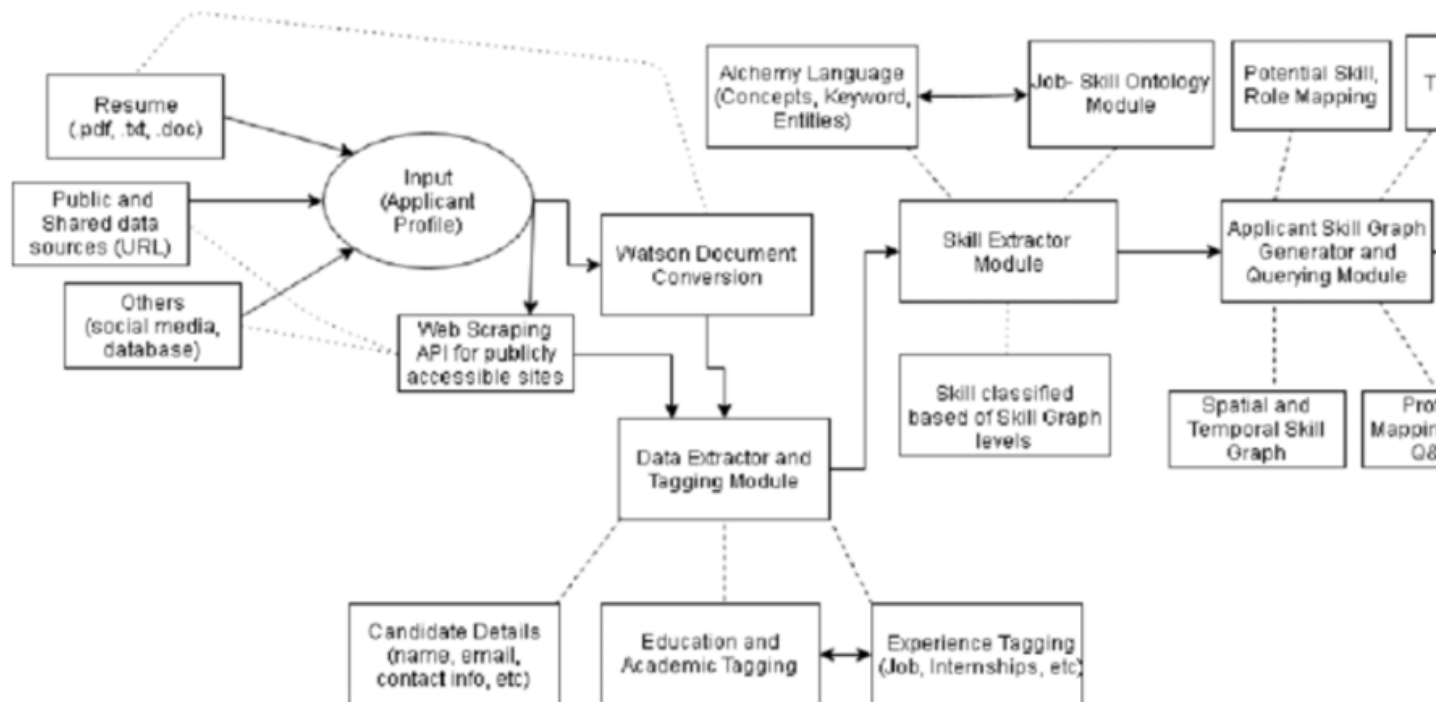 Resume
(.pdf, .txt, .doc)
Public and
Shared data
sources (URL)
Others
(social media,
database)
Input
(Applicant
Profile)
Web Scraping
API for publicly
accessible sites
Watson Document
Conversion
Data Extractor and
Tagging Module
Candidate Details
(name, email,
contact info, etc)
Education and
Academic Tagging
Experience Tagging
(Job, Internships, etc)
Alchemy Language
(Concepts, Keyword,
Entities)
Job- Skill Ontology
Module
Skill Extractor
Module
Skill classified
based of Skill Graph
levels
Potential Skill,
Role Mapping
T
Applicant Skill Graph
Generator and
Querying Module
Spatial and
Temporal Skill
Graph